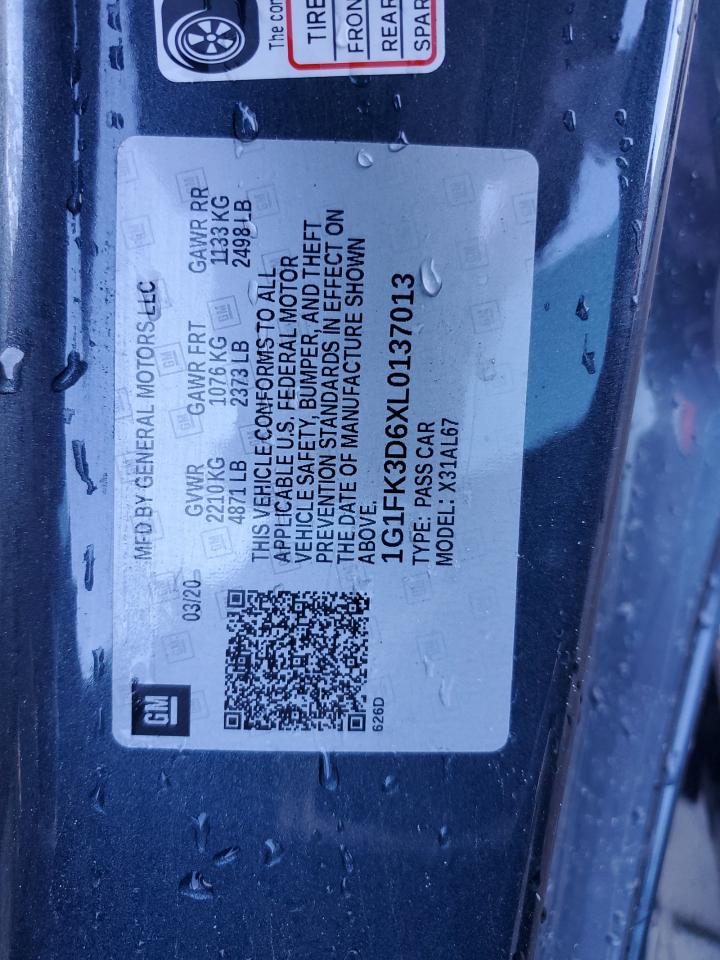 The con
TIRE
FRON
REAR
SPAR
GM
MFD BY GENERAL MOTORS LLC
03/20 GVWR GAWR FRT GAWR RR
2210 KG 1076 KG 1133 KG
4871 LB 2373 LB 2498 LB
THIS VEHICLE CONFORMS TO ALL
APPLICABLE U.S. FEDERAL MOTOR
VEHICLE SAFETY, BUMPER, AND THEFT
PREVENTION STANDARDS IN EFFECT ON
THE DATE OF MANUFACTURE SHOWN
ABOVE.
1G1FK3D6XL0137013
TYPE: PASS CAR
MODEL: X31AL67
626D